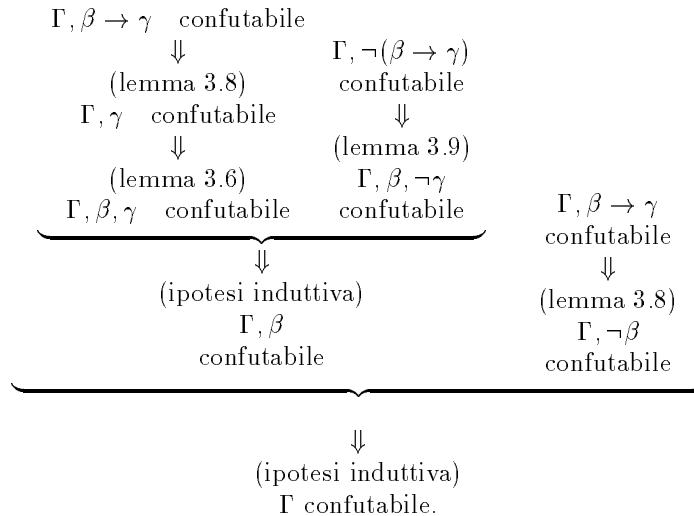 Γ, β → γ confutabile
⇓
(lemma 3.8)
Γ, γ confutabile
⇓
(lemma 3.6)
Γ, β, γ confutabile
Γ, ¬(β → γ)
confutabile
⇓
(lemma 3.9)
Γ, β, ¬γ
confutabile
⇓
(ipotesi induttiva)
Γ, β
confutabile
Γ, β → γ
confutabile
⇓
(lemma 3.8)
Γ, ¬β
confutabile
⇓
(ipotesi induttiva)
Γ confutabile.